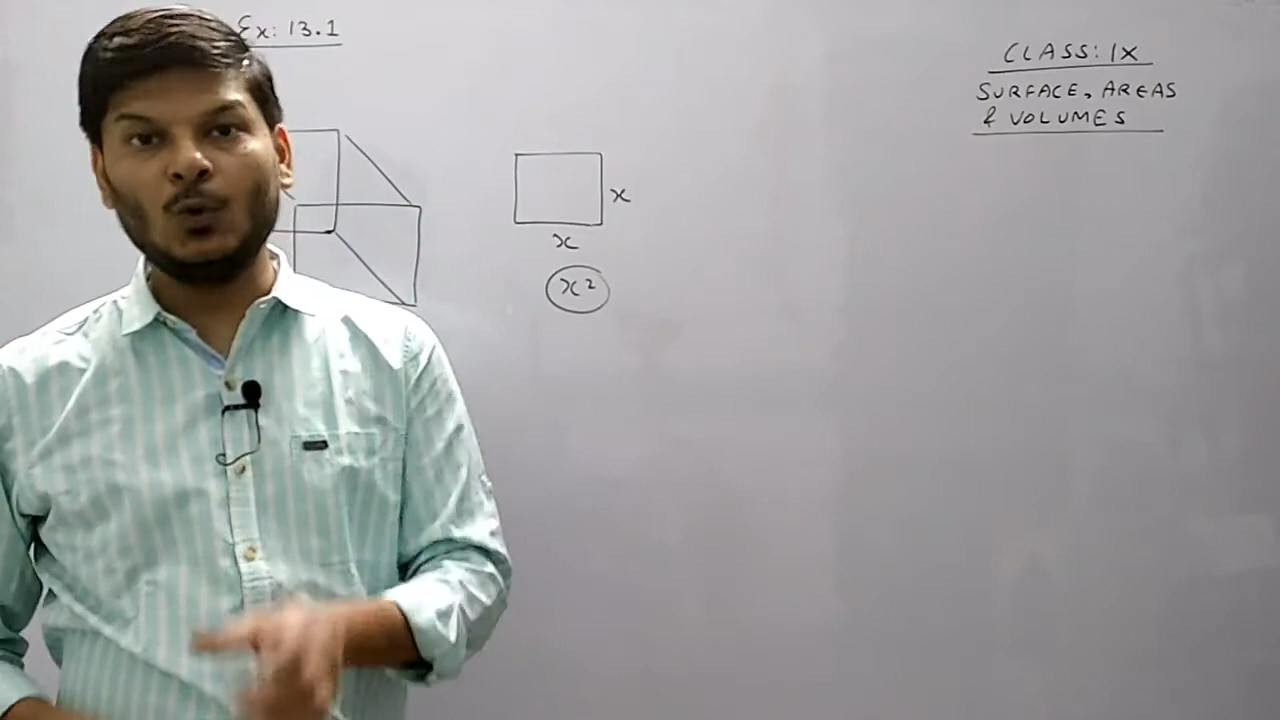 Ex: 13.1
CLASS: IX
SURFACE, AREAS
& VOLUMES
x
x
x²